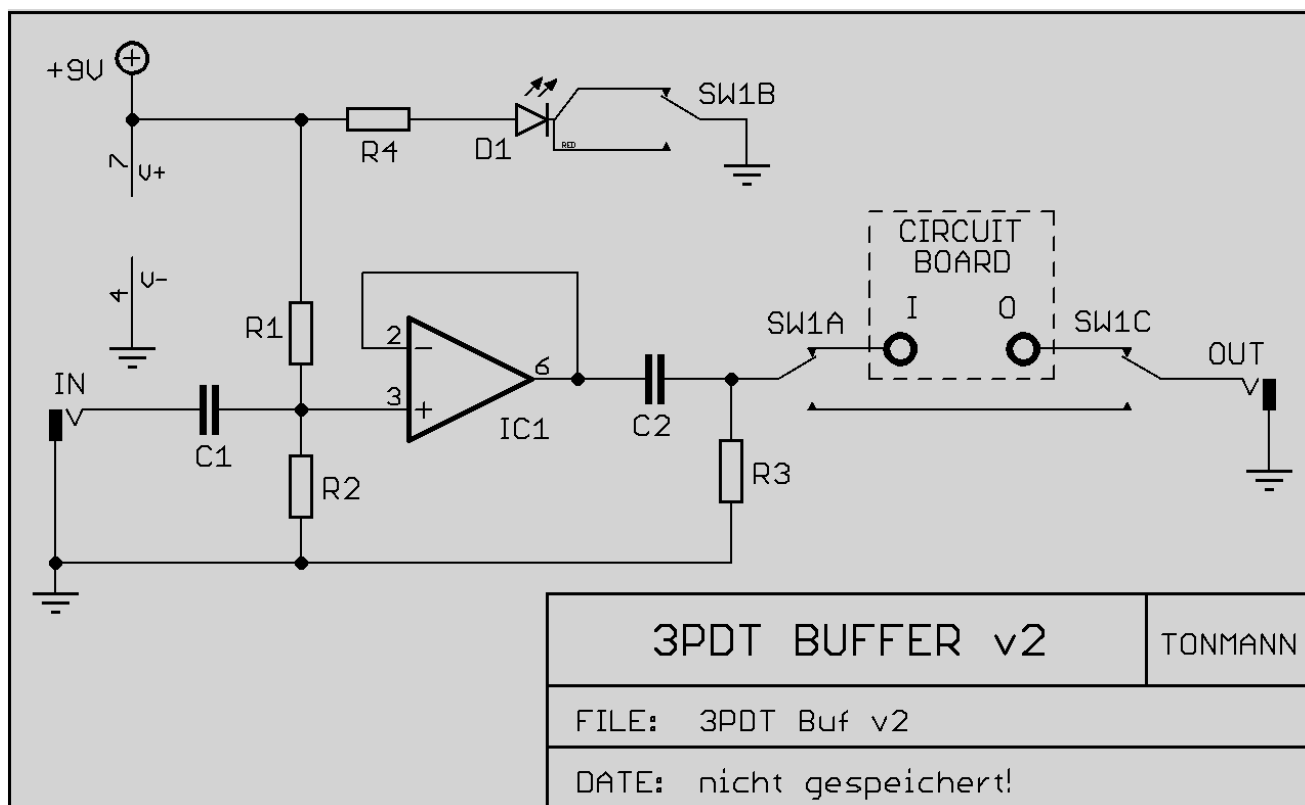 +9V
R4
D1
RED
SW1B
7
V+
4
V-
R1
IN
C1
R2
2
-
3
+
6
IC1
C2
R3
SW1A
CIRCUIT
BOARD
I
O
SW1C
OUT
3PDT BUFFER v2
TONMANN
FILE: 3PDT Buf v2
DATE: nicht gespeichert!